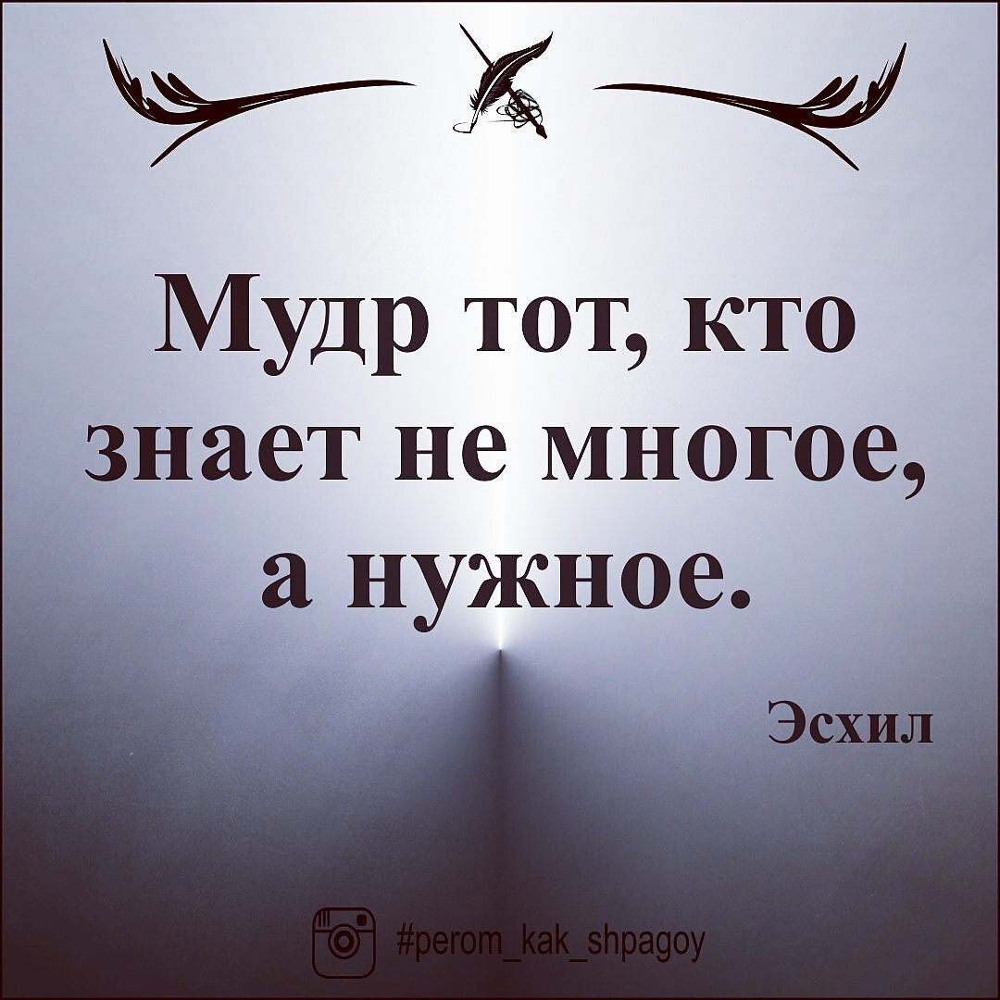 Мудр тот, кто
знает не многое,
а нужное.
Эсхил
#perom_kak_shpagoy